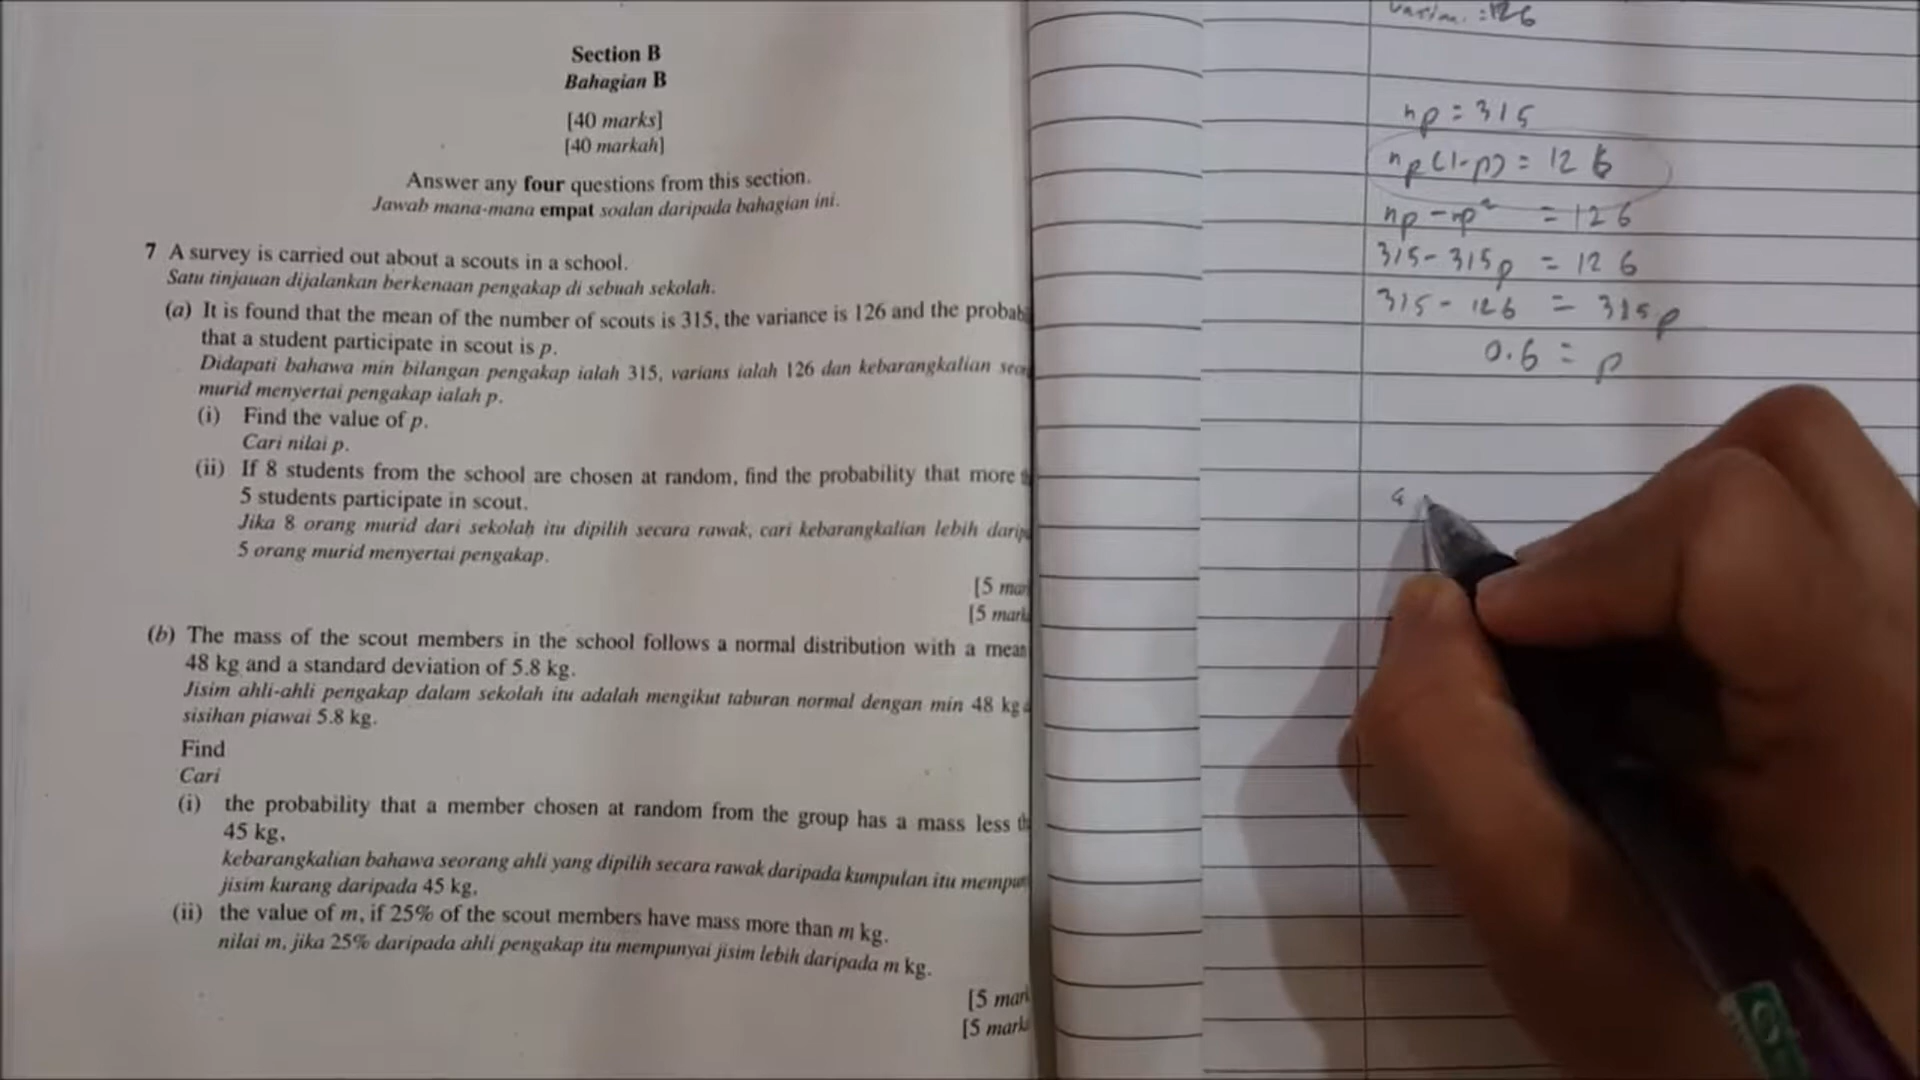 Section B
Bahagian B
[40 marks]
[40 markah]
Answer any four questions from this section.
Jawab mana-mana empat soalan daripada bahagian ini.
7 A survey is carried out about a scouts in a school.
Satu tinjauan dijalankan berkenaan pengakap di sebuah sekolah.
(a) It is found that the mean of the number of scouts is 315, the variance is 126 and the probab
that a student participate in scout is p.
Didapati bahawa min bilangan pengakap ialah 315, varians ialah 126 dan kebarangkalian seo
murid menyertai pengakap ialah p.
(i) Find the value of p.
Cari nilai p.
(ii) If 8 students from the school are chosen at random, find the probability that more
5 students participate in scout.
Jika 8 orang murid dari sekolah itu dipilih secara rawak, cari kebarangkalian lebih darip
5 orang murid menyertai pengakap.
[5 mar
[5 mark
(b) The mass of the scout members in the school follows a normal distribution with a mean
48 kg and a standard deviation of 5.8 kg.
Jisim ahli-ahli pengakap dalam sekolah itu adalah mengikut taburan normal dengan min 48 kg
sisihan piawai 5.8 kg.
Find
Cari
(i) the probability that a member chosen at random from the group has a mass less th
45 kg,
kebarangkalian bahawa seorang ahli yang dipilih secara rawak daripada kumpulan itu mempu
jisim kurang daripada 45 kg,
(ii) the value of m, if 25% of the scout members have mass more than m kg.
nilai m, jika 25% daripada ahli pengakap itu mempunyai jisim lebih daripada m kg.
[5 mar
[5 mark
: 126
np = 315
np(1-p) = 126
np - np² = 126
315 - 315p = 126
315 - 126 = 315p
0.6 = p